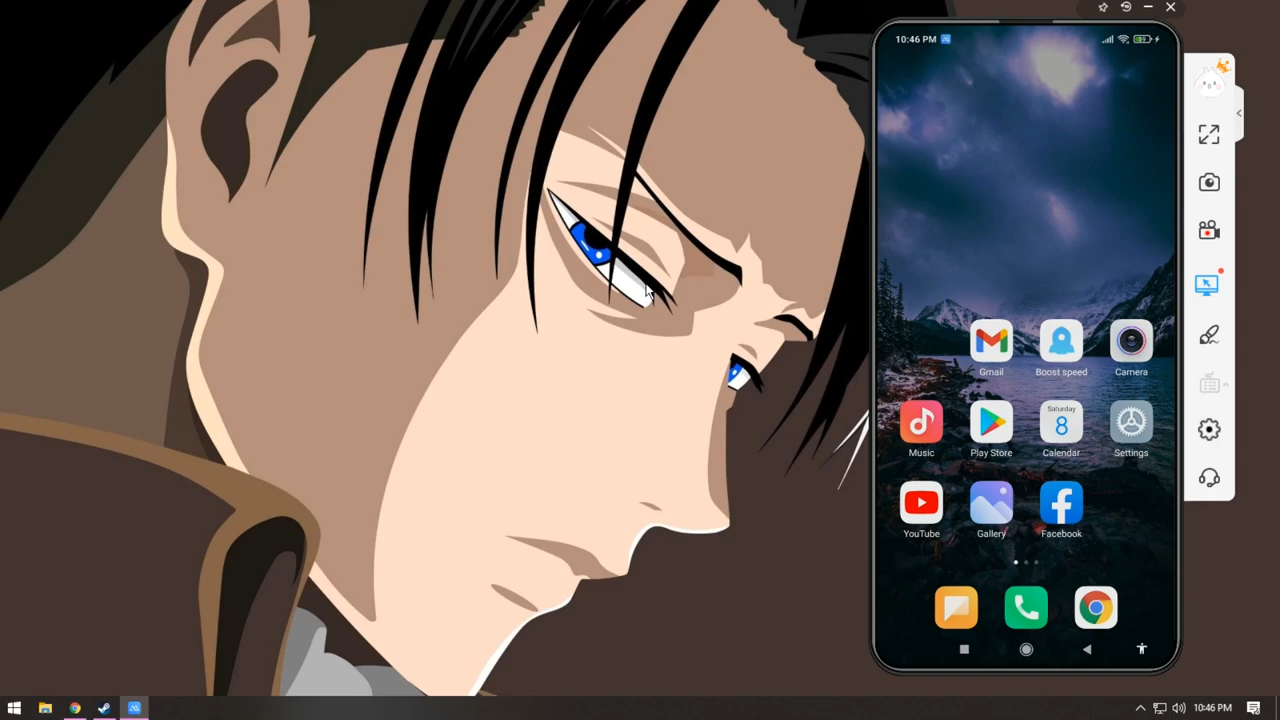 10:46 PM
Gmail
Boost speed
Camera
Saturday
8
Music
Play Store
Calendar
Settings
YouTube
Gallery
Facebook
10:46 PM